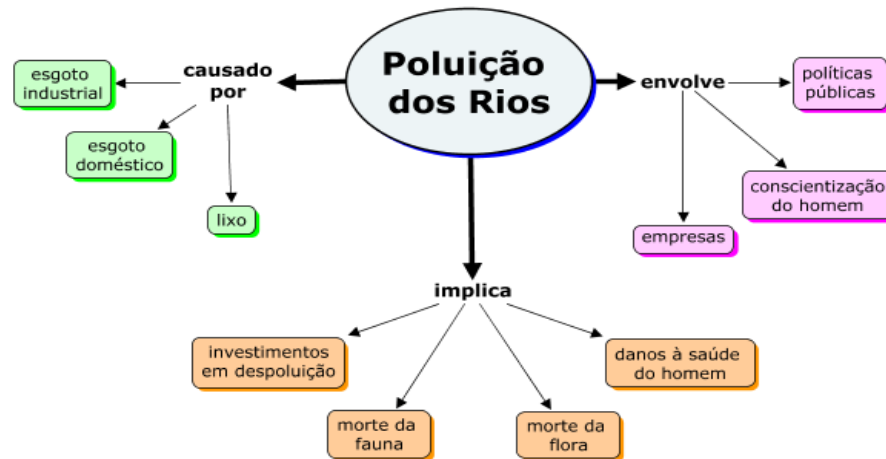 Poluição
dos Rios
causado
por
esgoto
industrial
esgoto
doméstico
lixo
envolve
políticas
públicas
conscientização
do homem
empresas
implica
investimentos
em despoluição
morte da
fauna
morte da
flora
danos à saúde
do homem